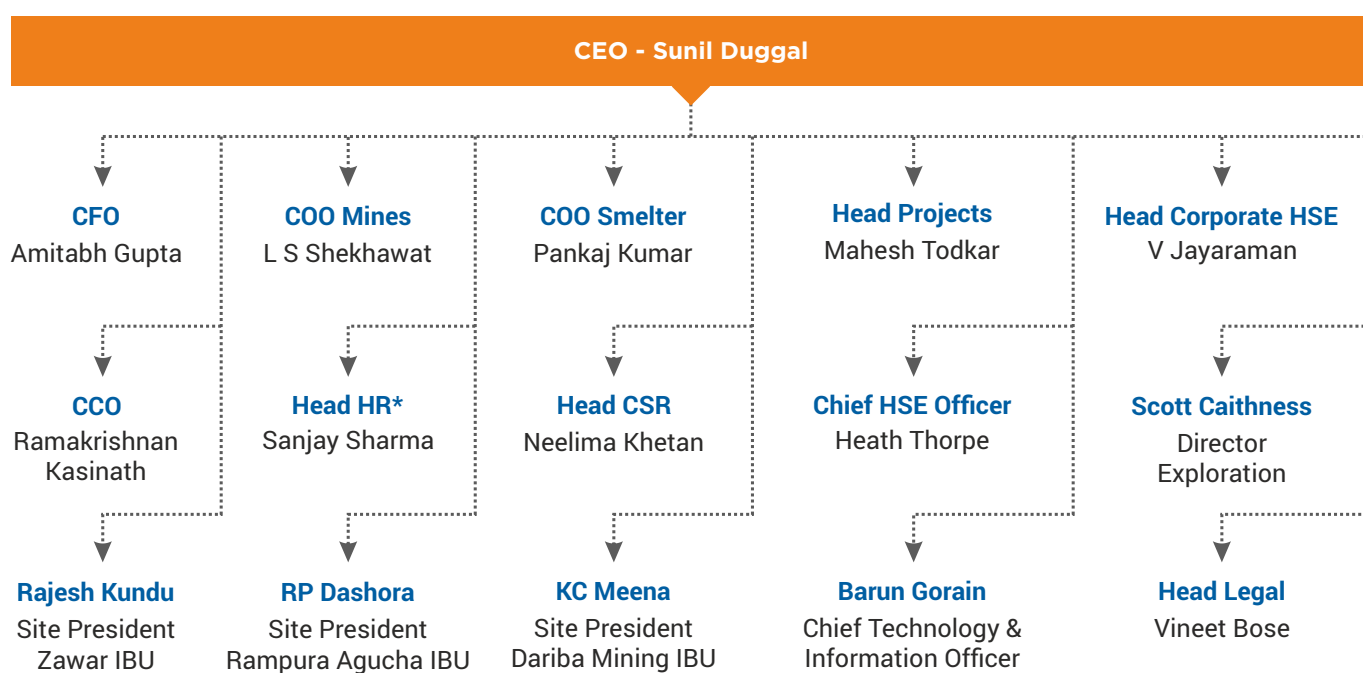 CEO - Sunil Duggal
CFO
Amitabh Gupta
COO Mines
L S Shekhawat
COO Smelter
Pankaj Kumar
Head Projects
Mahesh Todkar
Head Corporate HSE
V Jayaraman
CCO
Ramakrishnan
Kasinath
Head HR*
Sanjay Sharma
Head CSR
Neelima Khetan
Chief HSE Officer
Heath Thorpe
Scott Caithness
Director
Exploration
Rajesh Kundu
Site President
Zawar IBU
RP Dashora
Site President
Rampura Agucha IBU
KC Meena
Site President
Dariba Mining IBU
Barun Gorain
Chief Technology &
Information Officer
Head Legal
Vineet Bose